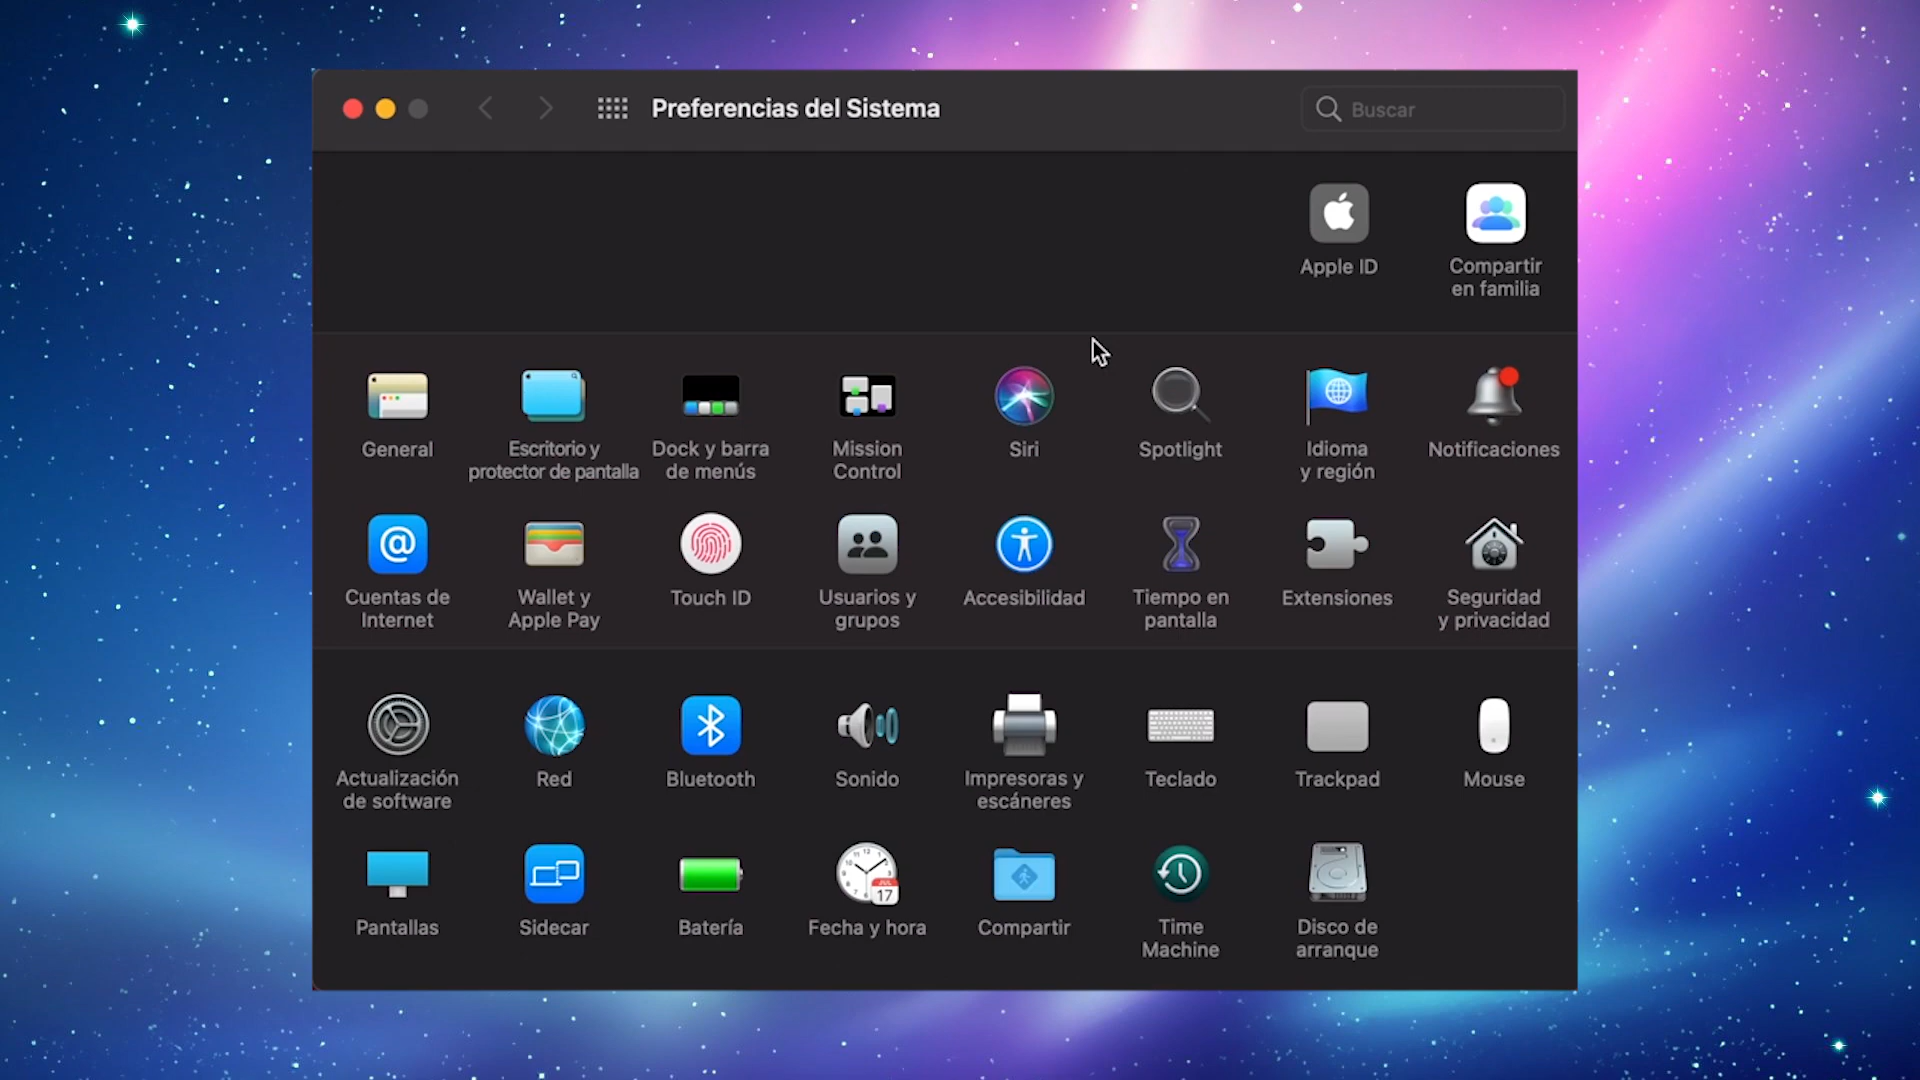 Preferencias del Sistema
Buscar
Apple ID
Compartir
en familia
General
Escritorio y
protector de pantalla
Dock y barra
de menús
Mission
Control
Siri
Spotlight
Idioma
y región
Notificaciones
Cuentas de
Internet
Wallet y
Apple Pay
Touch ID
Usuarios y
grupos
Accesibilidad
Tiempo en
pantalla
Extensiones
Seguridad
y privacidad
Actualización
de software
Red
Bluetooth
Sonido
Impresoras y
escáneres
Teclado
Trackpad
Mouse
Pantallas
Sidecar
Batería
JUL
17
Fecha y hora
Compartir
Time
Machine
Disco de
arranque